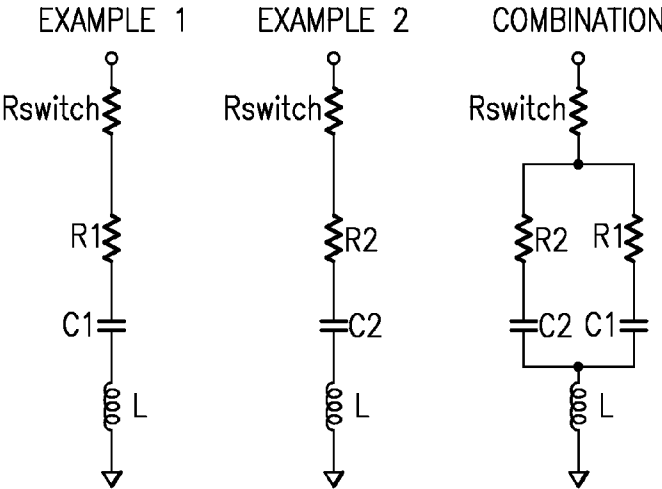 EXAMPLE 1 EXAMPLE 2 COMBINATION
Rswitch Rswitch Rswitch
R1 R2 R2 R1
C1 C2 C2 C1
L L L